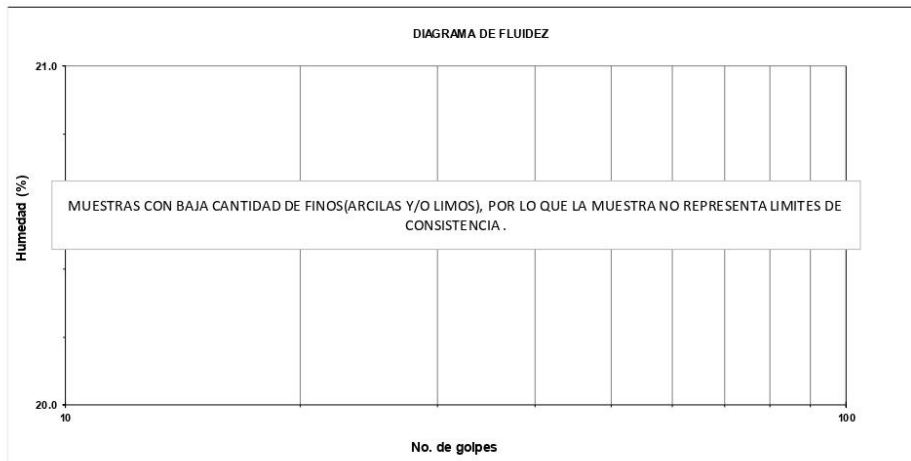 DIAGRAMA DE FLUIDEZ
21.0
Humedad (%)
MUESTRAS CON BAJA CANTIDAD DE FINOS(ARCILAS Y/O LIMOS), POR LO QUE LA MUESTRA NO REPRESENTA LIMITES DE
CONSISTENCIA .
20.0
10
100
No. de golpes